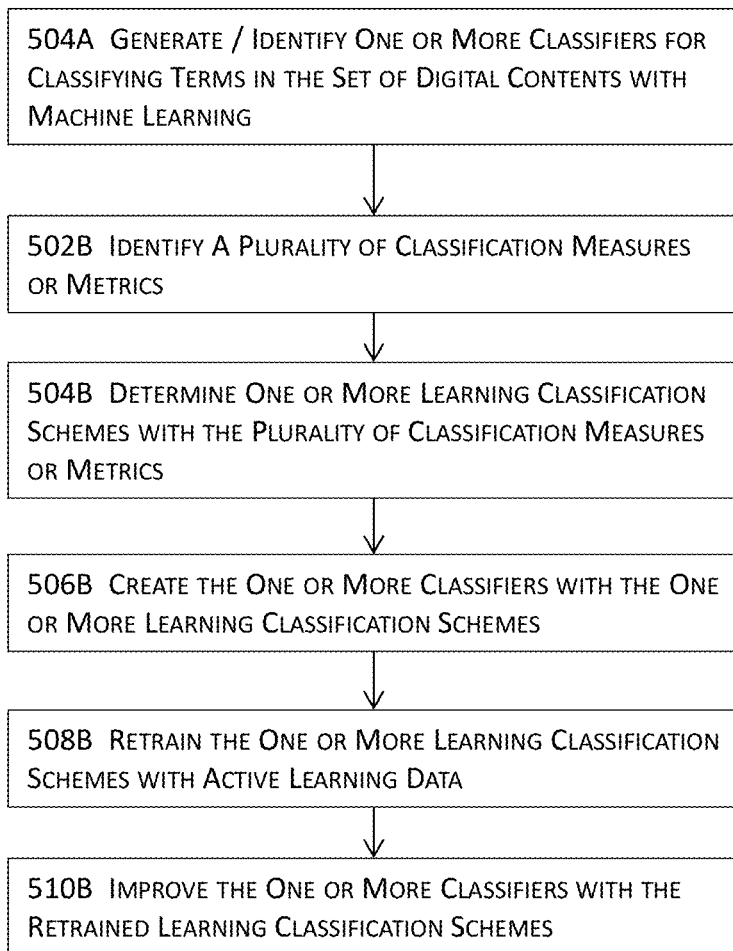 504A GENERATE / IDENTIFY ONE OR MORE CLASSIFIERS FOR
CLASSIFYING TERMS IN THE SET OF DIGITAL CONTENTS WITH
MACHINE LEARNING
502B IDENTIFY A PLURALITY OF CLASSIFICATION MEASURES
OR METRICS
504B DETERMINE ONE OR MORE LEARNING CLASSIFICATION
SCHEMES WITH THE PLURALITY OF CLASSIFICATION MEASURES
OR METRICS
506B CREATE THE ONE OR MORE CLASSIFIERS WITH THE ONE
OR MORE LEARNING CLASSIFICATION SCHEMES
508B RETRAIN THE ONE OR MORE LEARNING CLASSIFICATION
SCHEMES WITH ACTIVE LEARNING DATA
510B IMPROVE THE ONE OR MORE CLASSIFIERS WITH THE
RETRAINED LEARNING CLASSIFICATION SCHEMES